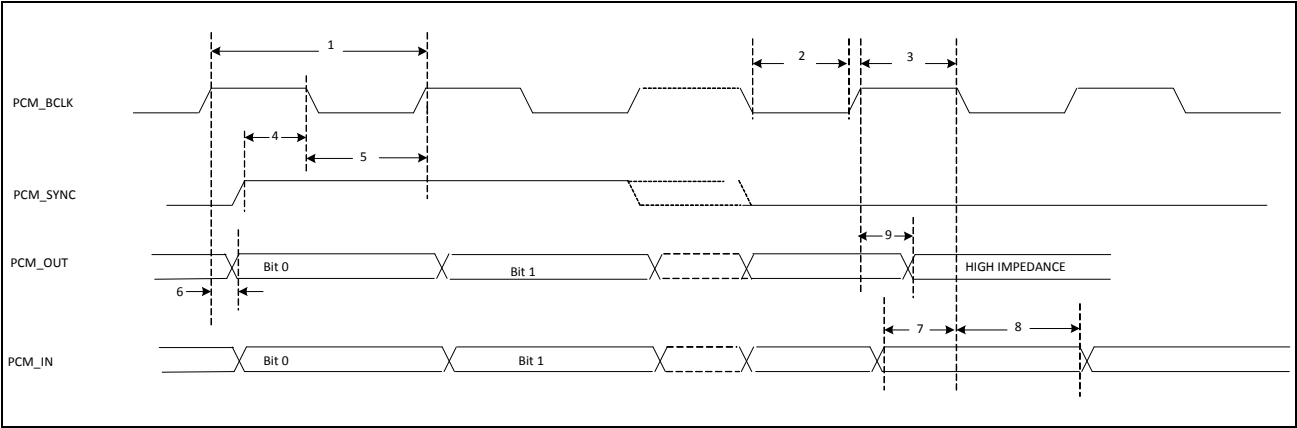 1
2
3
PCM_BCLK
4
5
PCM_SYNC
9
PCM_OUT
Bit 0
Bit 1
HIGH IMPEDANCE
6
7
8
PCM_IN
Bit 0
Bit 1